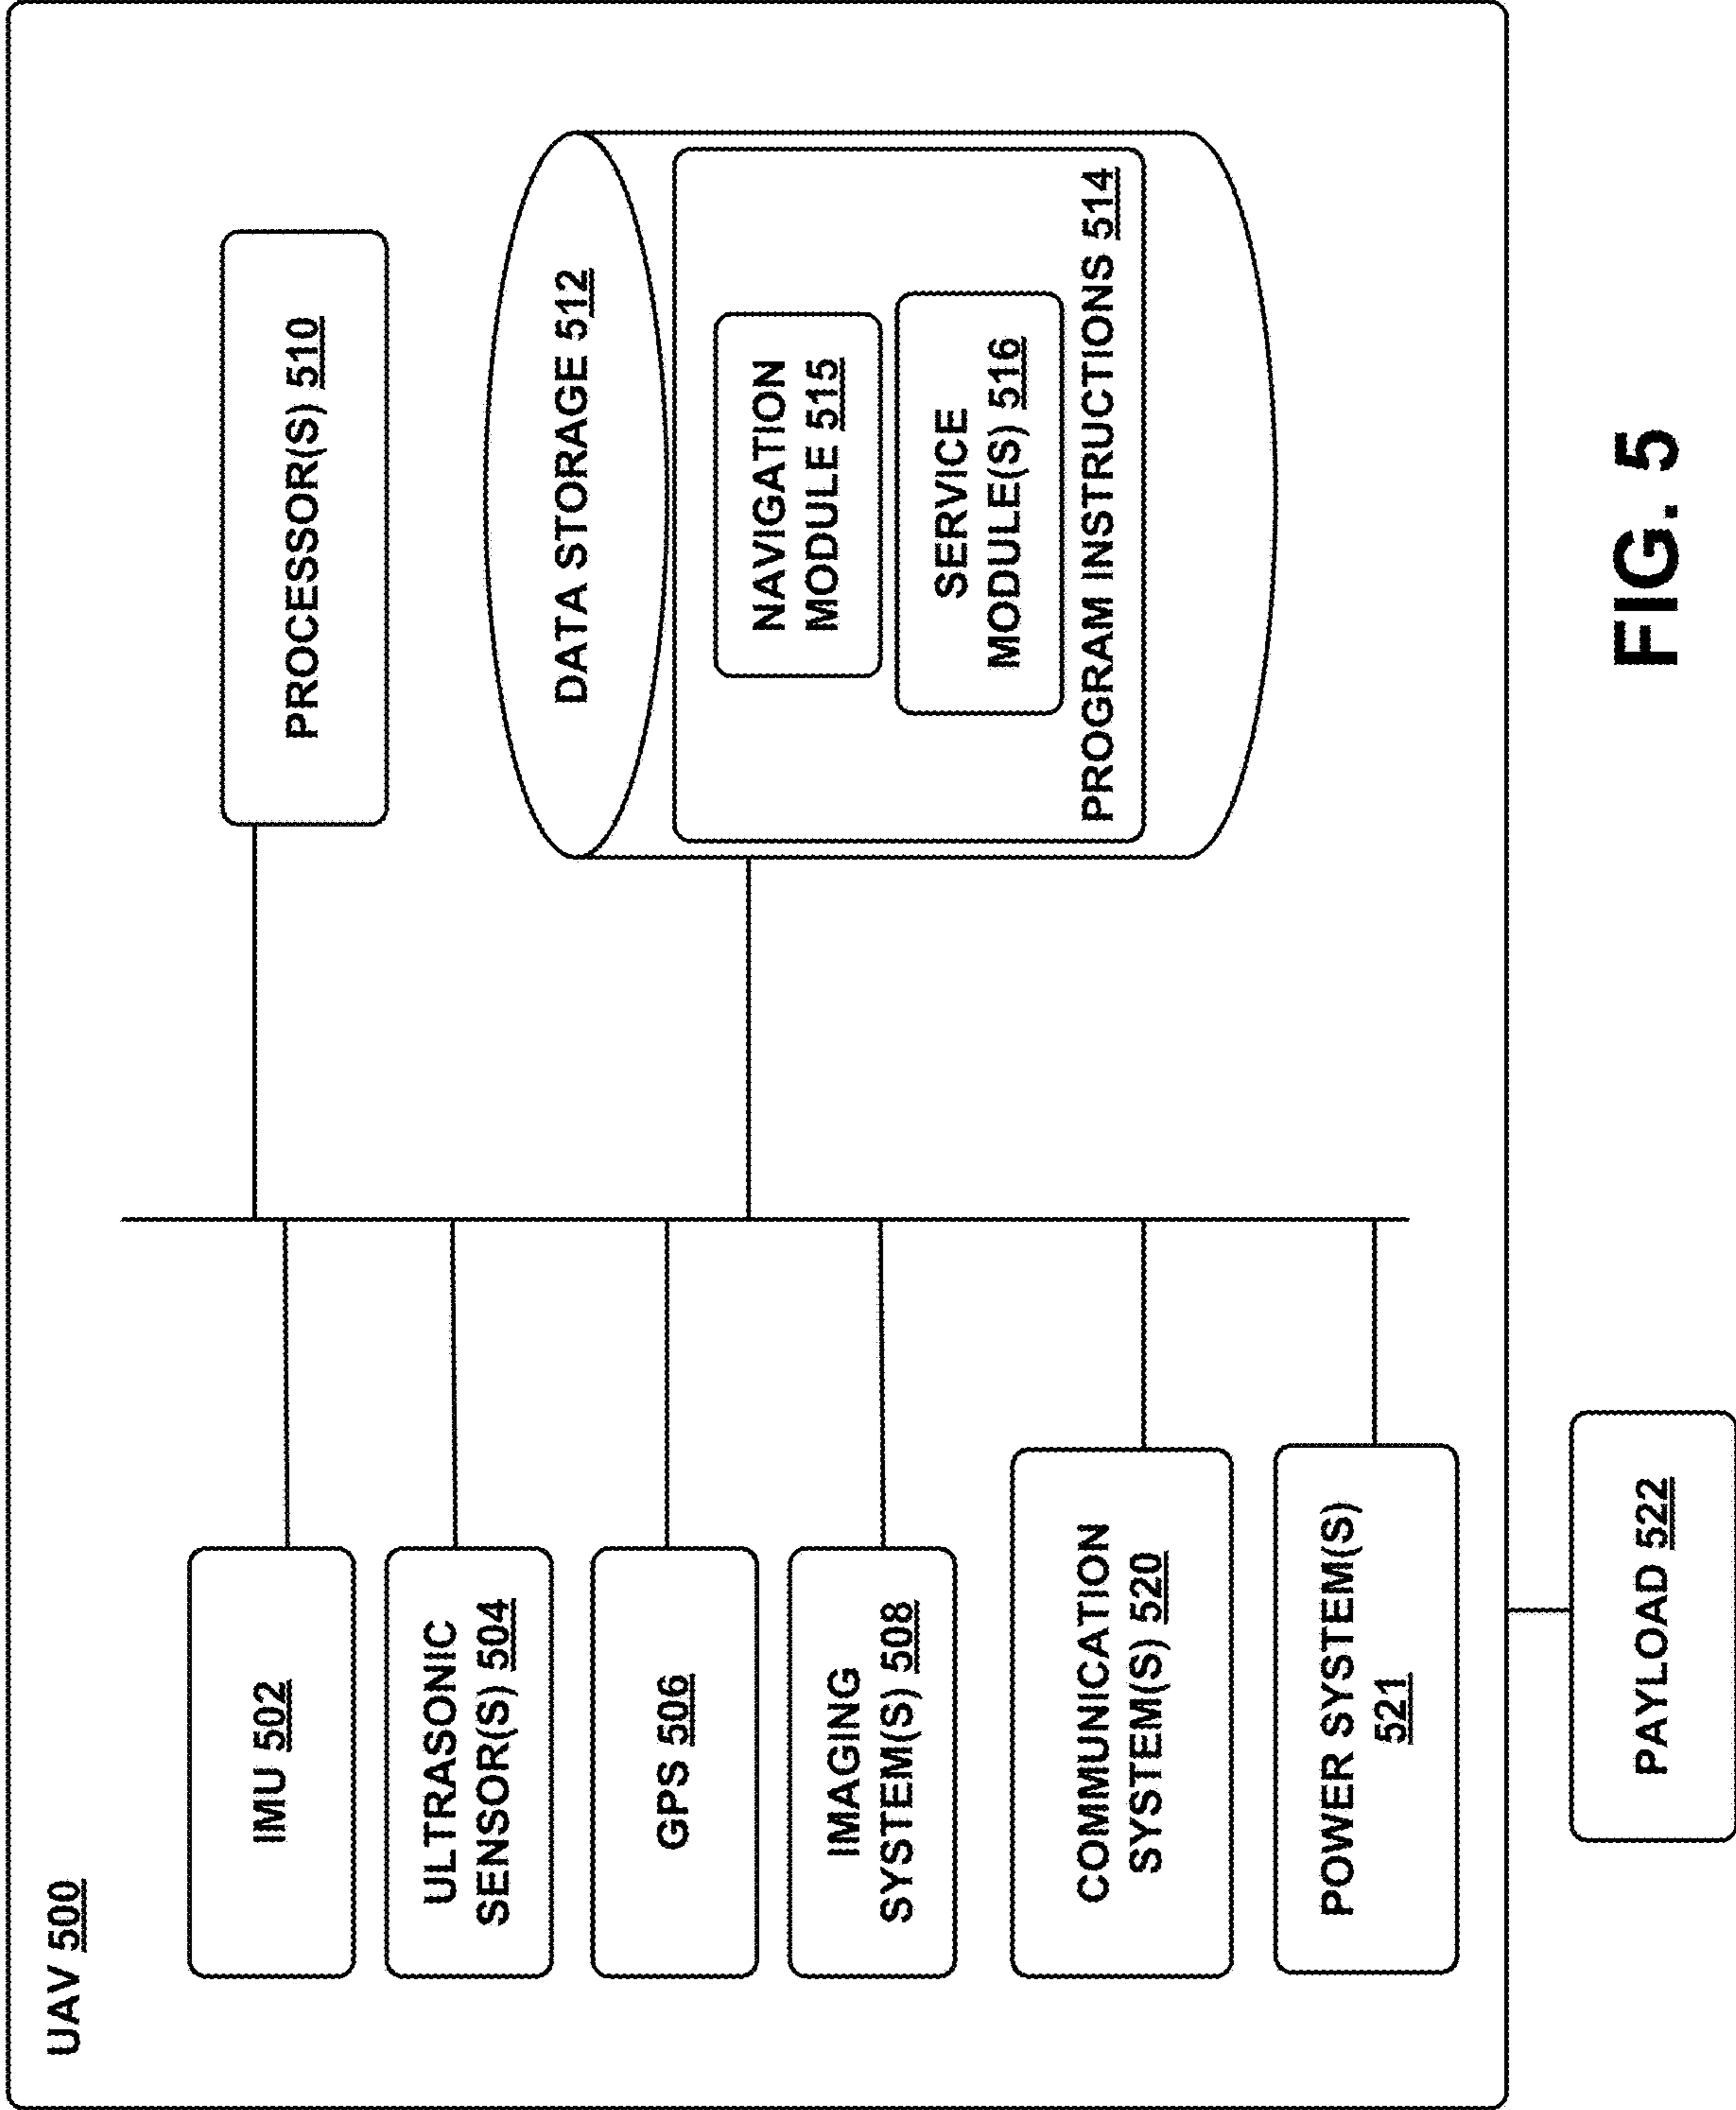 UAV 500
IMU 502
ULTRASONIC
SENSOR(S) 504
GPS 506
IMAGING
SYSTEM(S) 508
COMMUNICATION
SYSTEM(S) 520
POWER SYSTEM(S)
521
PROCESSOR(S) 510
DATA STORAGE 512
NAVIGATION
MODULE 515
SERVICE
MODULE(S) 516
PROGRAM INSTRUCTIONS 514
PAYLOAD 522
FIG. 5